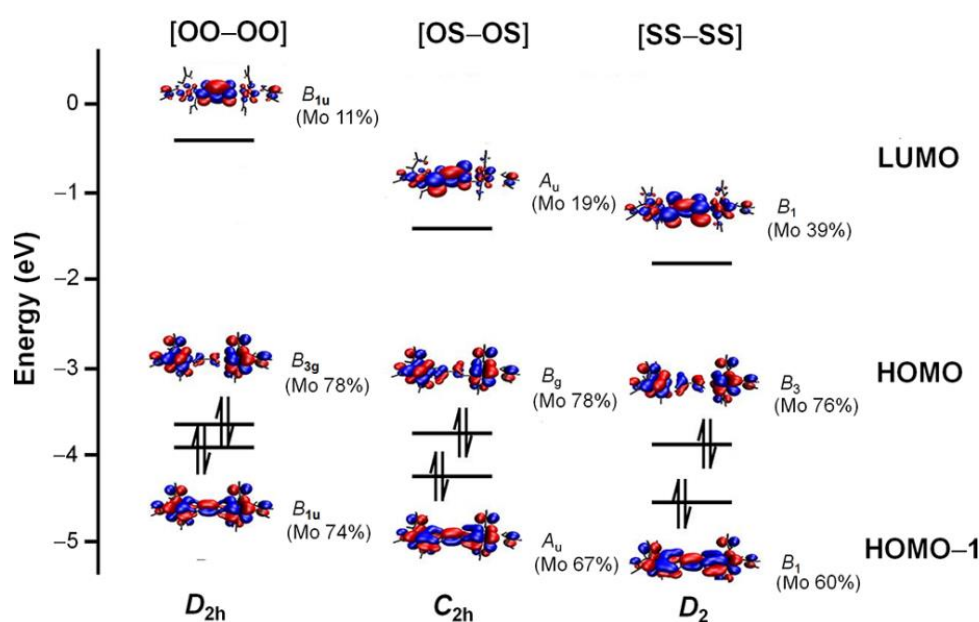 [OO–OO] [OS–OS] [SS–SS]
Energy (eV)
0
–1
–2
–3
–4
–5
LUMO
HOMO
HOMO–1
B1u
(Mo 11%)
Au
(Mo 19%)
B1
(Mo 39%)
B3g
(Mo 78%)
Bg
(Mo 78%)
B3
(Mo 76%)
B1u
(Mo 74%)
Au
(Mo 67%)
B1
(Mo 60%)
D2h C2h D2